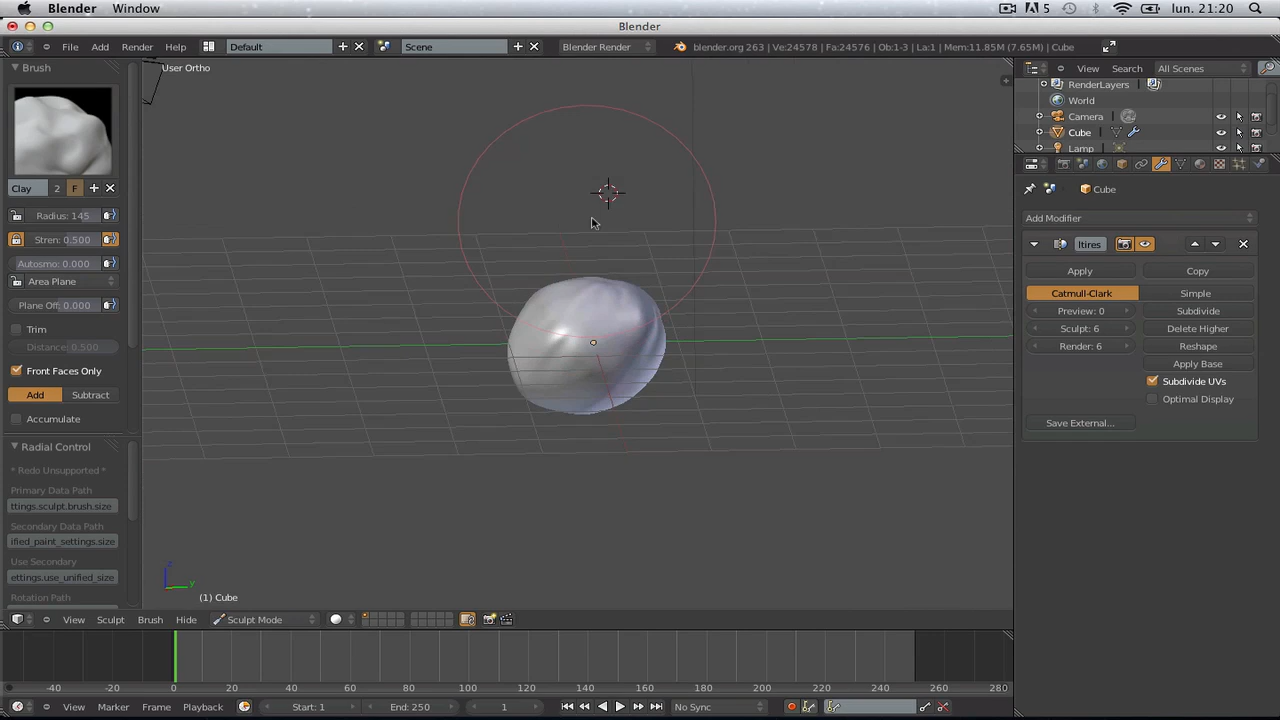 Blender Window 5 lun. 21:20
Blender
File Add Render Help Default Scene Blender Render blender.org 263 | Ve:24578 | Fa:24576 | Ob:1-3 | La:1 | Mem:11.85M (7.65M) | Cube
Brush
User Ortho
View Search All Scenes
RenderLayers
World
Camera
Cube
Lamp
Clay 2 F
Cube
Radius: 145
Add Modifier
Stren: 0.500
ltires
Autosmo: 0.000
Apply Copy
Area Plane
Catmull-Clark Simple
Plane Off: 0.000
Preview: 0 Subdivide
Trim
Sculpt: 6 Delete Higher
Distance: 0.500
Render: 6 Reshape
Front Faces Only
Apply Base
Subdivide UVs
Add Subtract
Optimal Display
Accumulate
Save External...
Radial Control
* Redo Unsupported *
Primary Data Path
ttings.sculpt.brush.size
Secondary Data Path
ified_paint_settings.size
Use Secondary
ettings.use_unified_size
Rotation Path
z
y
(1) Cube
View Sculpt Brush Hide Sculpt Mode
-40 -20 0 20 40 60 80 100 120 140 160 180 200 220 240 260 280
View Marker Frame Playback Start: 1 End: 250 1 No Sync